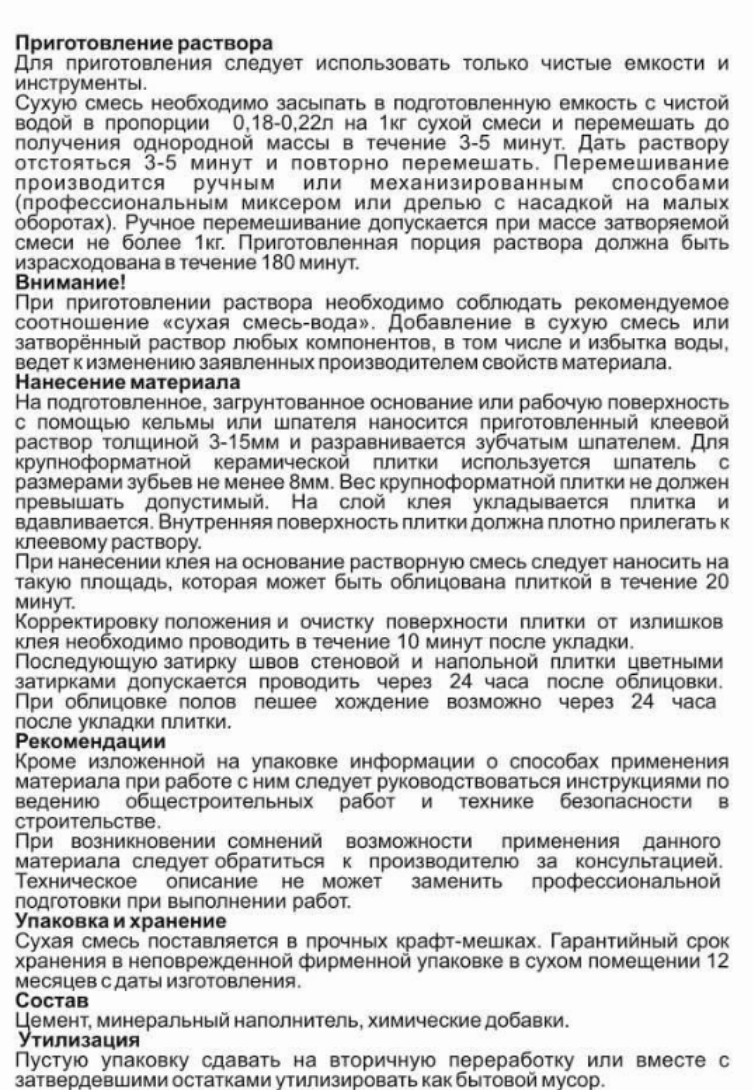 Приготовление раствора
Для приготовления следует использовать только чистые емкости и
инструменты.
Сухую смесь необходимо засыпать в подготовленную емкость с чистой
водой в пропорции 0,18-0,22л на 1кг сухой смеси и перемешать до
получения однородной массы в течение 3-5 минут. Дать раствору
отстояться 3-5 минут и повторно перемешать. Перемешивание
производится ручным или механизированным способами
(профессиональным миксером или дрелью с насадкой на малых
оборотах). Ручное перемешивание допускается при массе затворяемой
смеси не более 1кг. Приготовленная порция раствора должна быть
израсходована в течение 180 минут.
Внимание!
При приготовлении раствора необходимо соблюдать рекомендуемое
соотношение «сухая смесь-вода». Добавление в сухую смесь или
затворённый раствор любых компонентов, в том числе и избытка воды,
ведет к изменению заявленных производителем свойств материала.
Нанесение материала
На подготовленное, загрунтованное основание или рабочую поверхность
с помощью кельмы или шпателя наносится приготовленный клеевой
раствор толщиной 3-15мм и разравнивается зубчатым шпателем. Для
крупноформатной керамической плитки используется шпатель с
размерами зубьев не менее 8мм. Вес крупноформатной плитки не должен
превышать допустимый. На слой клея укладывается плитка и
вдавливается. Внутренняя поверхность плитки должна плотно прилегать к
клеевому раствору.
При нанесении клея на основание растворную смесь следует наносить на
такую площадь, которая может быть облицована плиткой в течение 20
минут.
Корректировку положения и очистку поверхности плитки от излишков
клея необходимо проводить в течение 10 минут после укладки.
Последующую затирку швов стеновой и напольной плитки цветными
затирками допускается проводить через 24 часа после облицовки.
При облицовке полов пешее хождение возможно через 24 часа
после укладки плитки.
Рекомендации
Кроме изложенной на упаковке информации о способах применения
материала при работе с ним следует руководствоваться инструкциями по
ведению общестроительных работ и технике безопасности в
строительстве.
При возникновении сомнений возможности применения данного
материала следует обратиться к производителю за консультацией.
Техническое описание не может заменить профессиональной
подготовки при выполнении работ.
Упаковка и хранение
Сухая смесь поставляется в прочных крафт-мешках. Гарантийный срок
хранения в неповрежденной фирменной упаковке в сухом помещении 12
месяцев с даты изготовления.
Состав
Цемент, минеральный наполнитель, химические добавки.
Утилизация
Пустую упаковку сдавать на вторичную переработку или вместе с
затвердевшими остатками утилизировать как бытовой мусор.